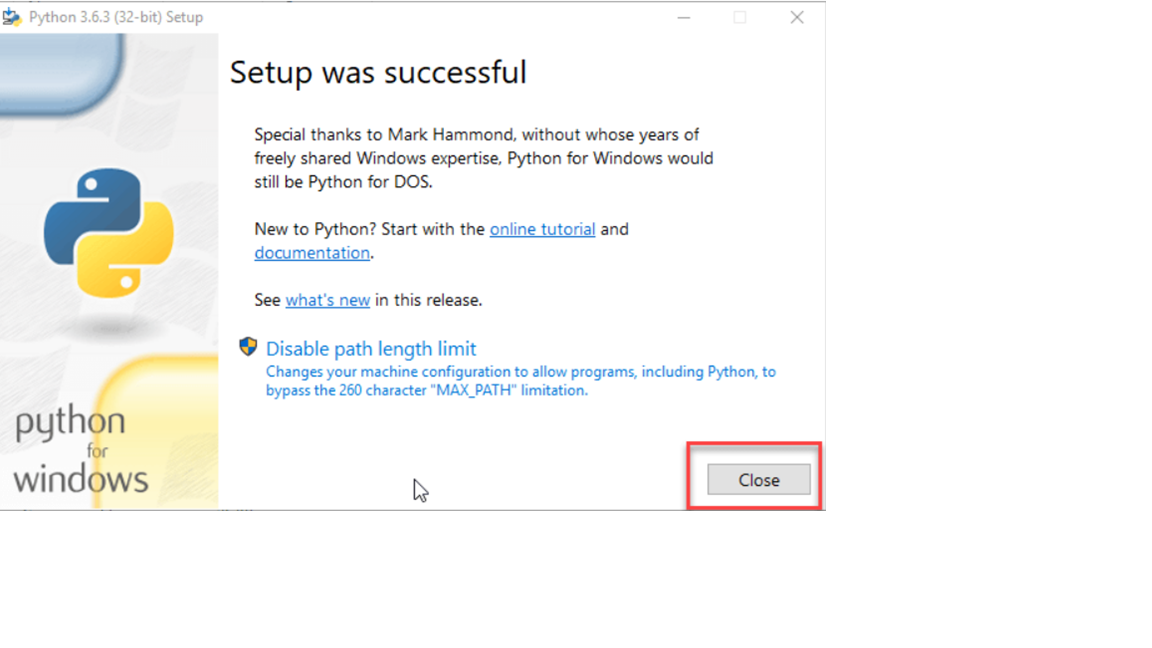 Python 3.6.3 (32-bit) Setup
Setup was successful
Special thanks to Mark Hammond, without whose years of
freely shared Windows expertise, Python for Windows would
still be Python for DOS.
New to Python? Start with the online tutorial and
documentation.
See what's new in this release.
Disable path length limit
Changes your machine configuration to allow programs, including Python, to
bypass the 260 character "MAX_PATH" limitation.
python
for
windows
Close